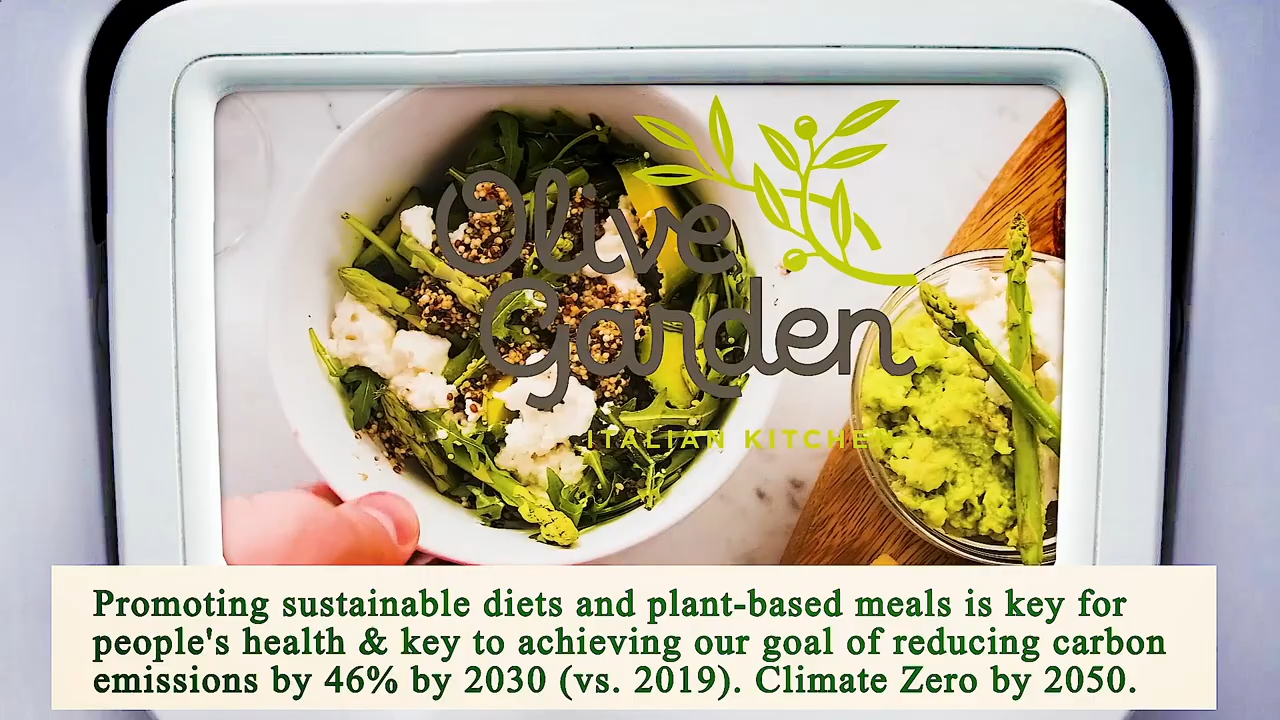 Olive
Garden
ITALIAN KITCHEN
Promoting sustainable diets and plant-based meals is key for
people's health & key to achieving our goal of reducing carbon
emissions by 46% by 2030 (vs. 2019). Climate Zero by 2050.